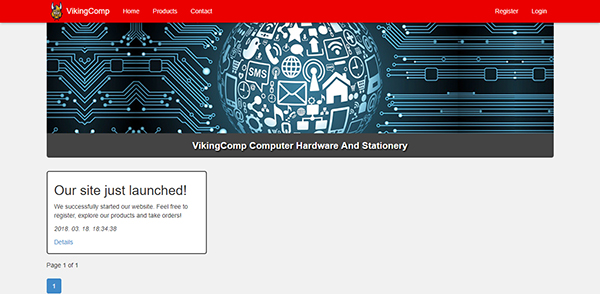 VikingComp Home Products Contact Register Login
SMS
VikingComp Computer Hardware And Stationery
Our site just launched!
We successfully started our website. Feel free to
register, explore our products and take orders!
2018. 03. 18. 18:34:38
Details
Page 1 of 1
1